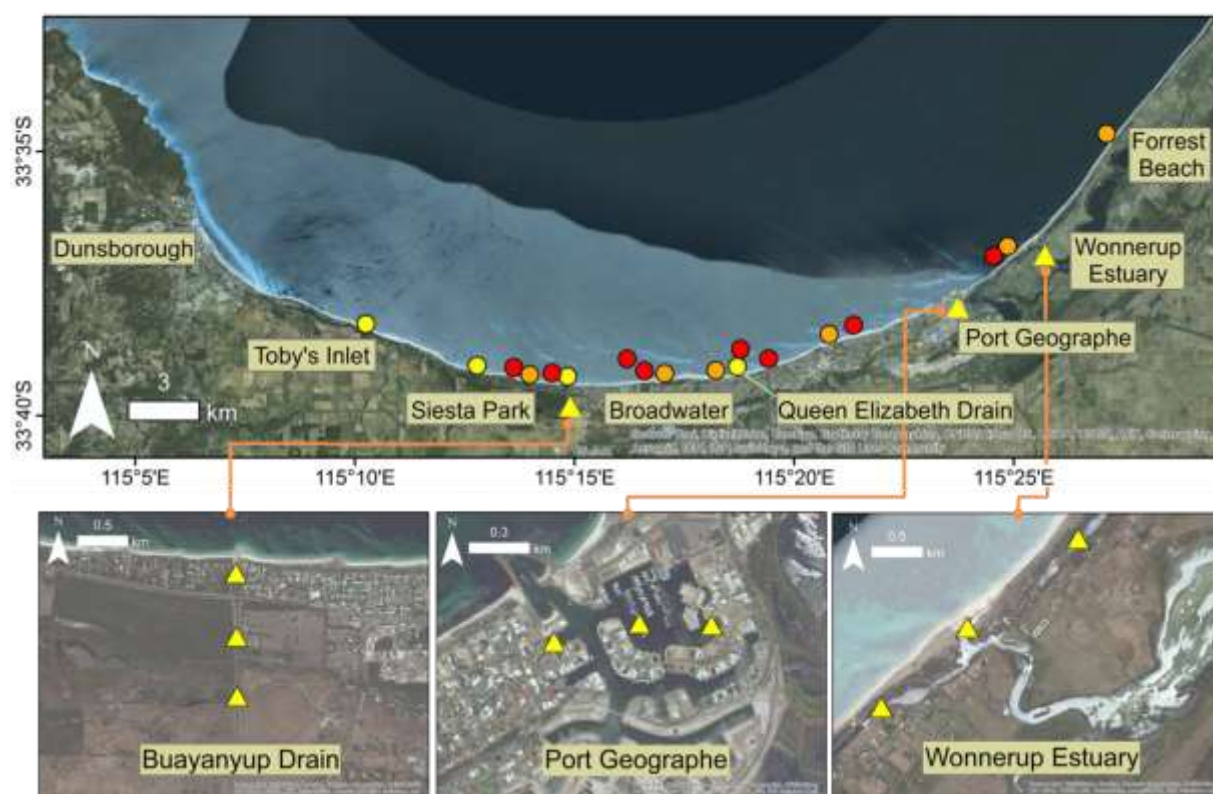 33°35'S
Forrest
Beach
Dunsborough
Wonnerup
Estuary
Toby's Inlet
Port Geographe
N
3
km
Siesta Park
Broadwater
Queen Elizabeth Drain
33°40'S
115°5'E
115°10'E
115°15'E
115°20'E
115°25'E
N
0.5
km
Buayanyup Drain
N
0.3
km
Port Geographe
N
0.5
km
Wonnerup Estuary